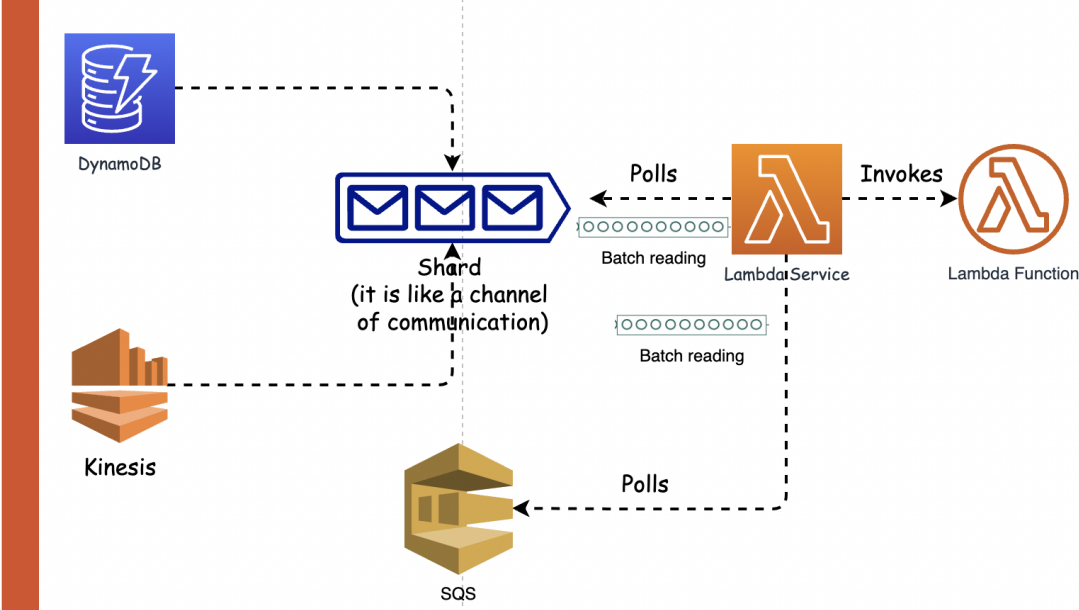 DynamoDB
Polls
Invokes
Batch reading
Shard
(it is like a channel
of communication)
Lambda Service
Lambda Function
Batch reading
Kinesis
Polls
SQS